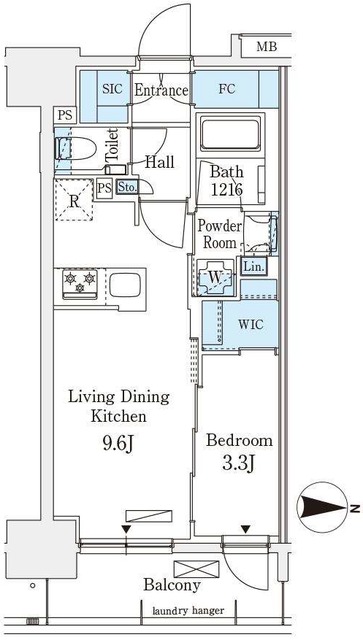 MB
SIC
Entrance
FC
PS
Toilet
Hall
Bath
1216
R
PS
Sto.
Powder
Room
W
Lin.
WIC
Living Dining
Kitchen
9.6J
Bedroom
3.3J
N
Balcony
laundry hanger